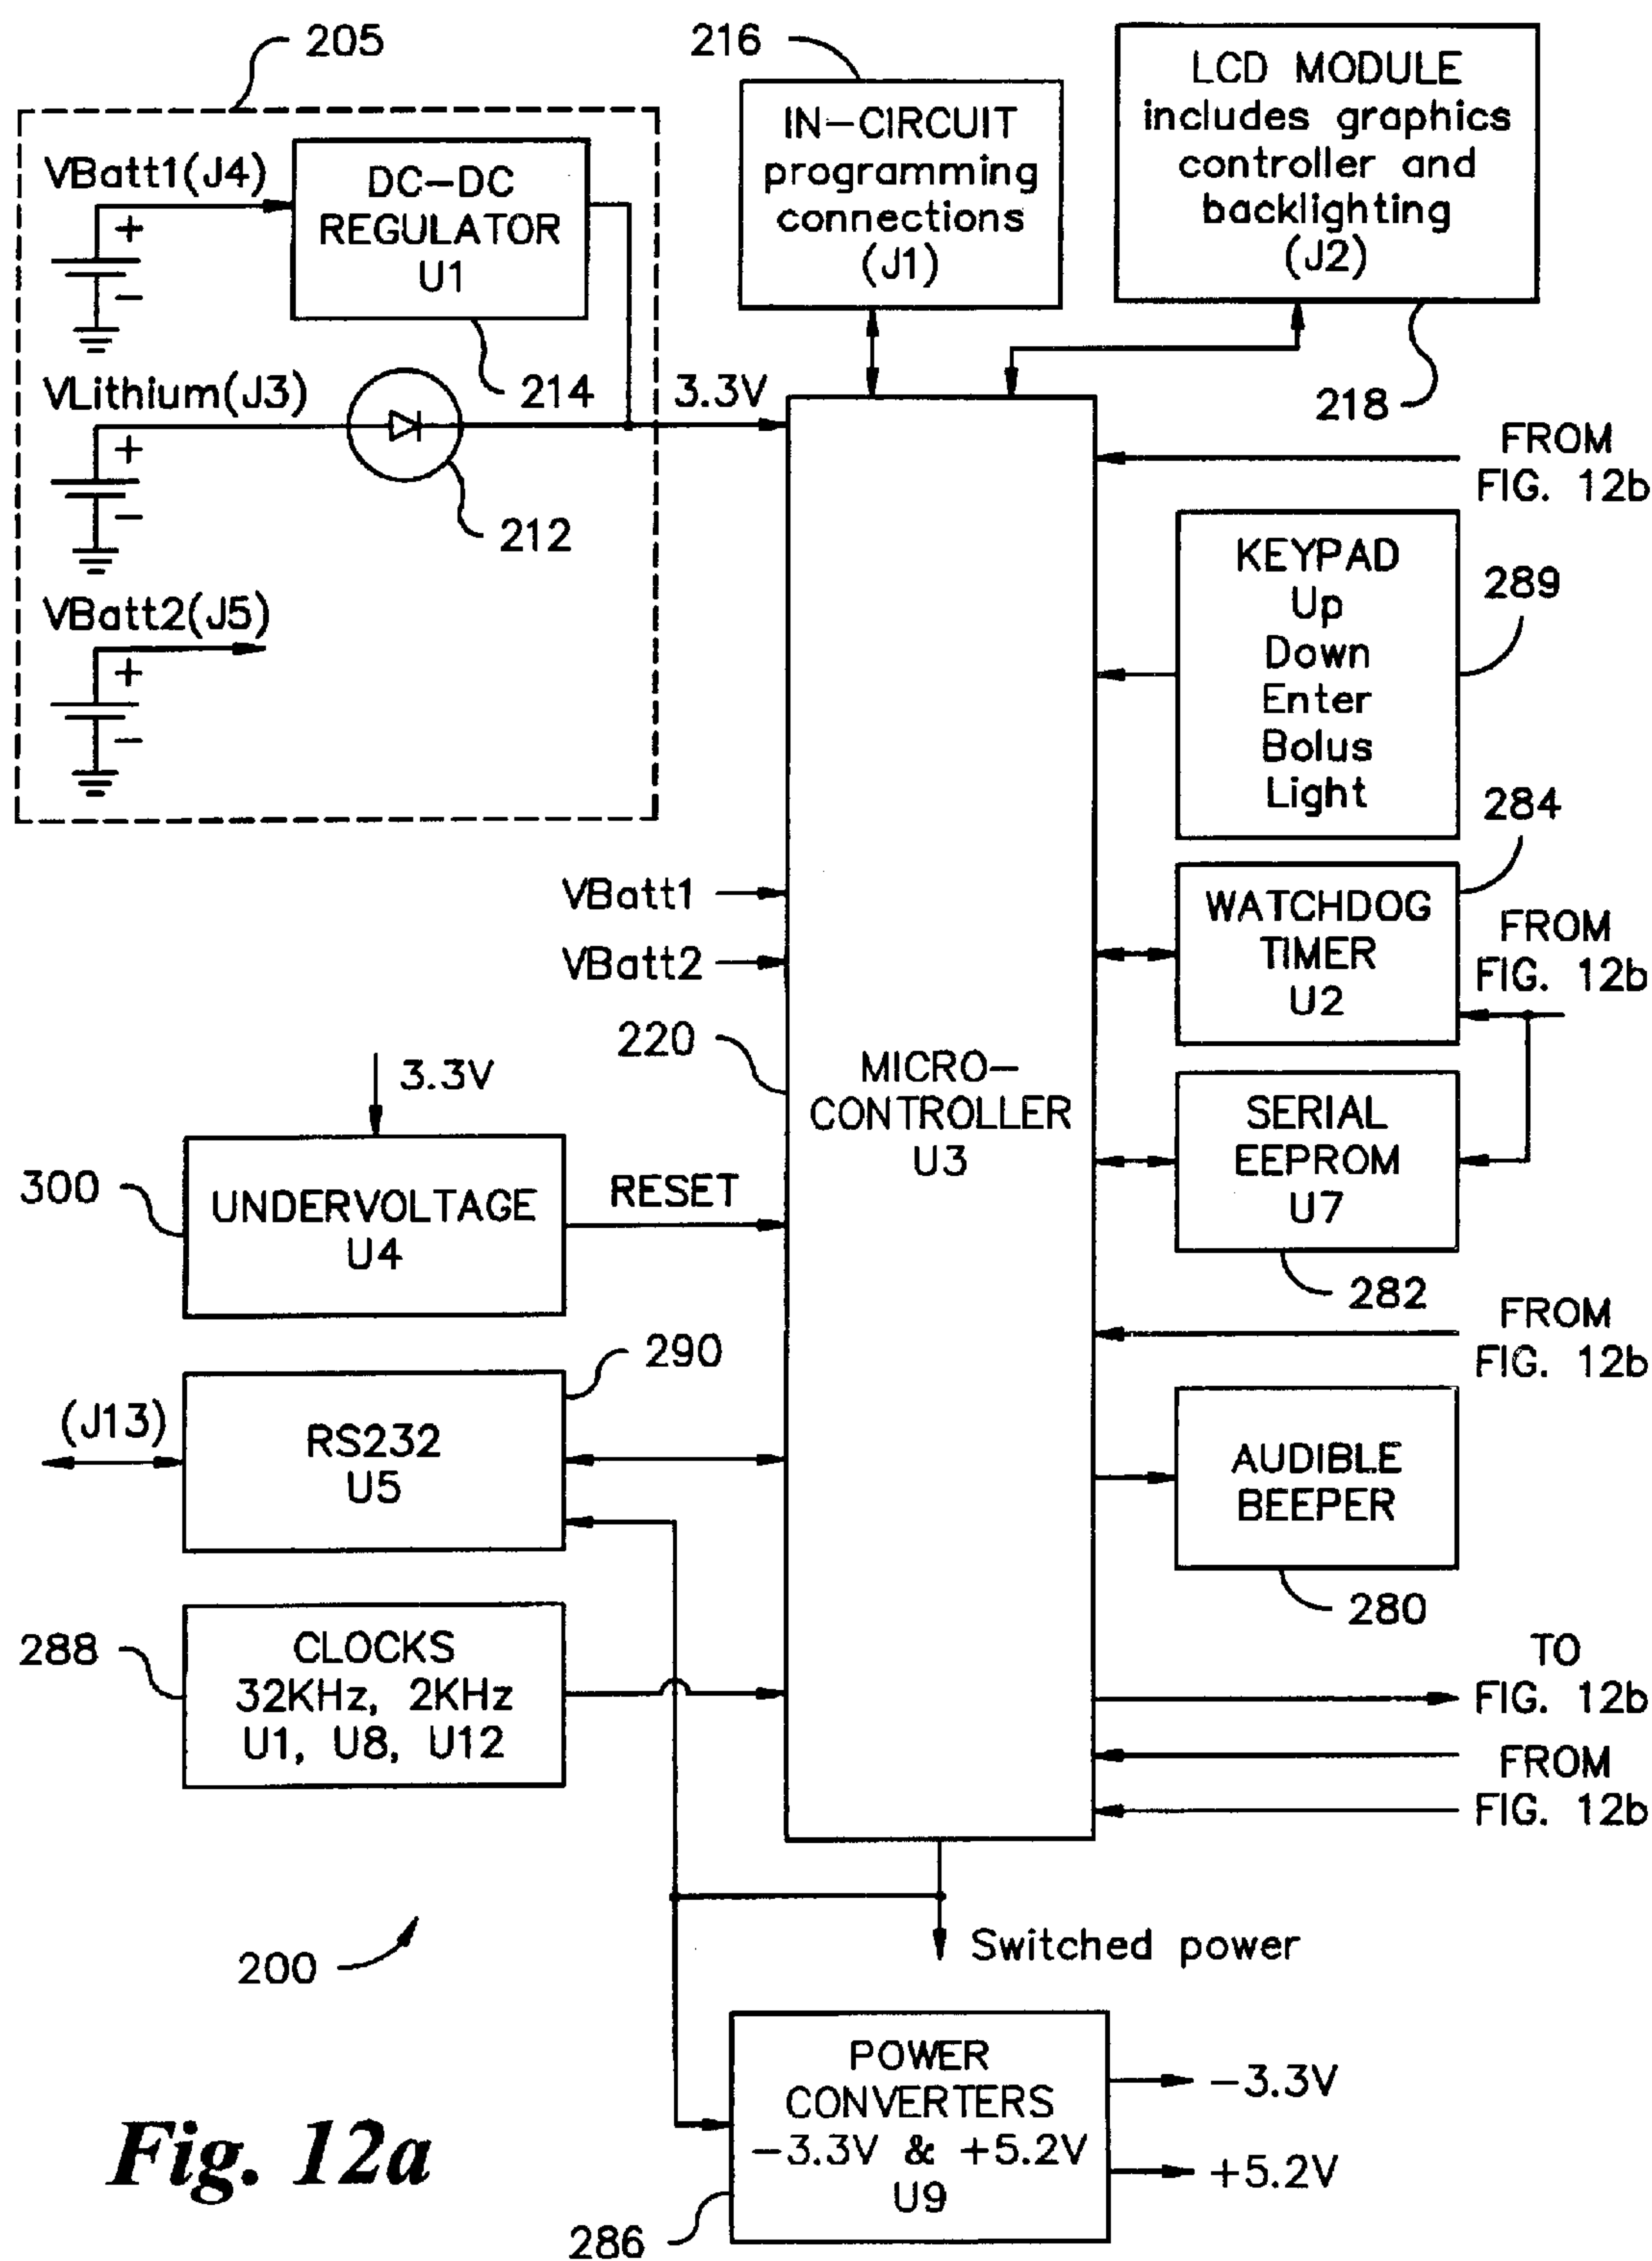 205
VBatt1(J4)
+
−
DC−DC
REGULATOR
U1
214
VLithium(J3)
+
−
212
3.3V
VBatt2(J5)
+
−
216
IN−CIRCUIT
programming
connections
(J1)
LCD MODULE
includes graphics
controller and
backlighting
(J2)
218
FROM
FIG. 12b
KEYPAD
Up
Down
Enter
Bolus
Light
289
284
WATCHDOG
TIMER
U2
FROM
FIG. 12b
VBatt1
VBatt2
220
MICRO−
CONTROLLER
U3
SERIAL
EEPROM
U7
282
3.3V
300
UNDERVOLTAGE
U4
RESET
FROM
FIG. 12b
290
(J13)
RS232
U5
AUDIBLE
BEEPER
280
288
CLOCKS
32KHz, 2KHz
U1, U8, U12
TO
FIG. 12b
FROM
FIG. 12b
200
Switched power
POWER
CONVERTERS
−3.3V & +5.2V
U9
−3.3V
+5.2V
286
Fig. 12a